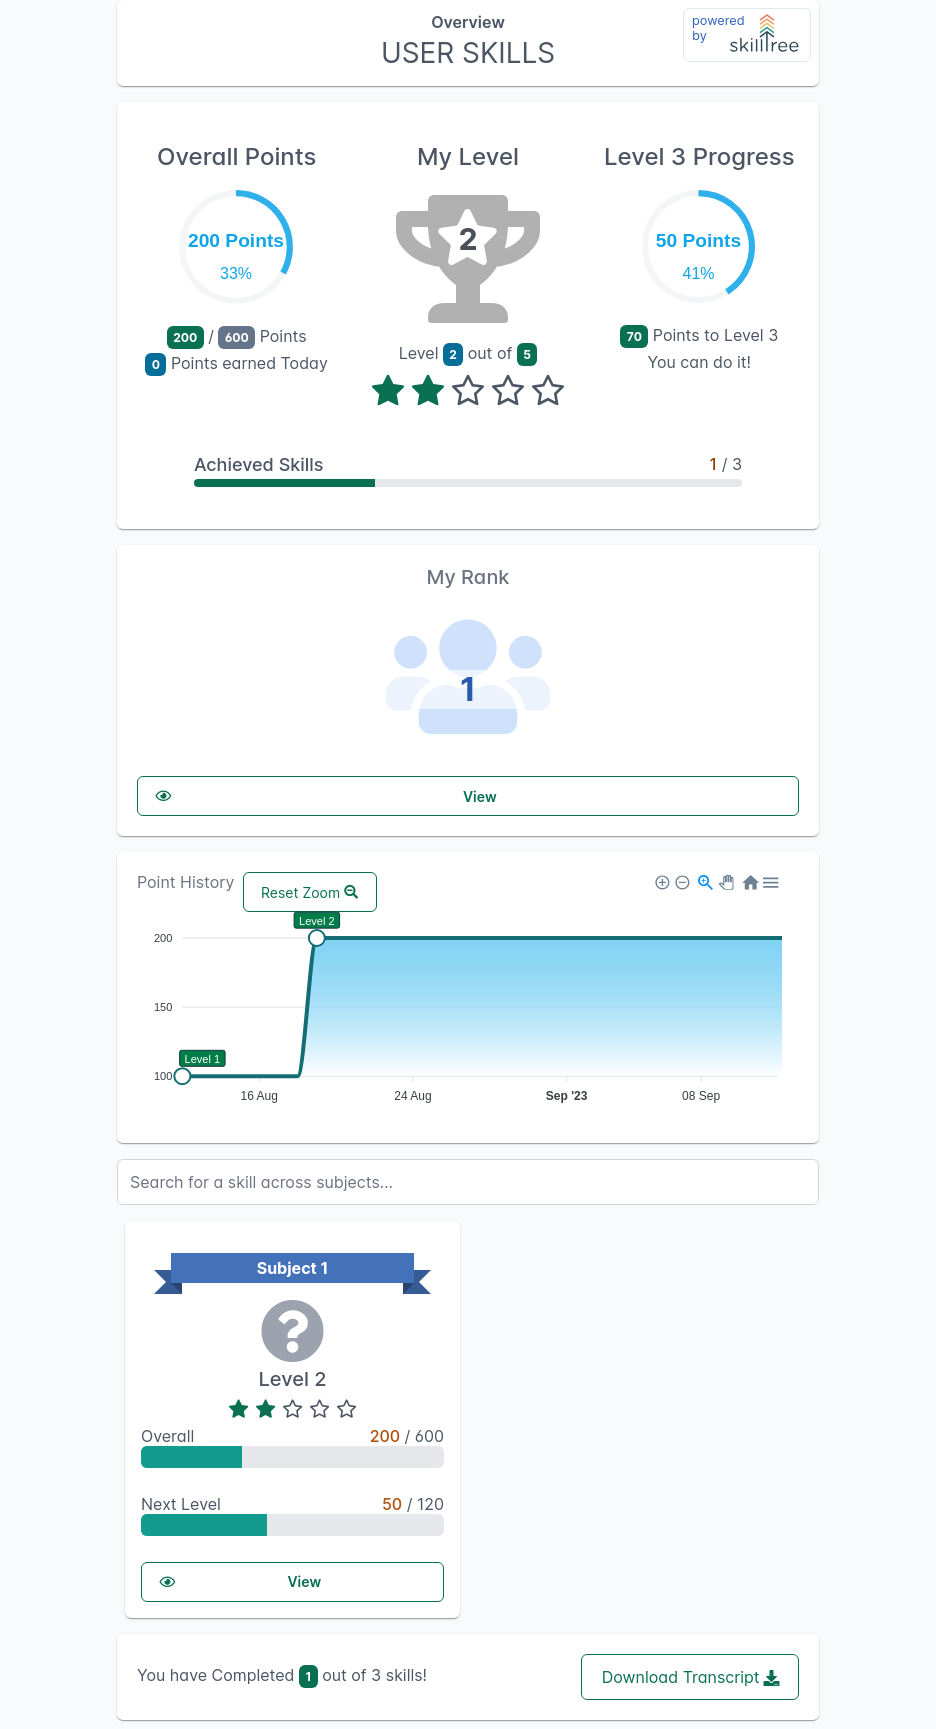 Overview
USER SKILLS
powered
by
skilltree
Overall Points
200 Points
33%
200 / 600 Points
0 Points earned Today
My Level
2
Level 2 out of 5
Level 3 Progress
50 Points
41%
70 Points to Level 3
You can do it!
Achieved Skills 1 / 3
My Rank
1
View
Point History Reset Zoom
Level 2
200
150
Level 1
100
16 Aug 24 Aug Sep '23 08 Sep
Search for a skill across subjects...
Subject 1
Level 2
Overall 200 / 600
Next Level 50 / 120
View
You have Completed 1 out of 3 skills! Download Transcript